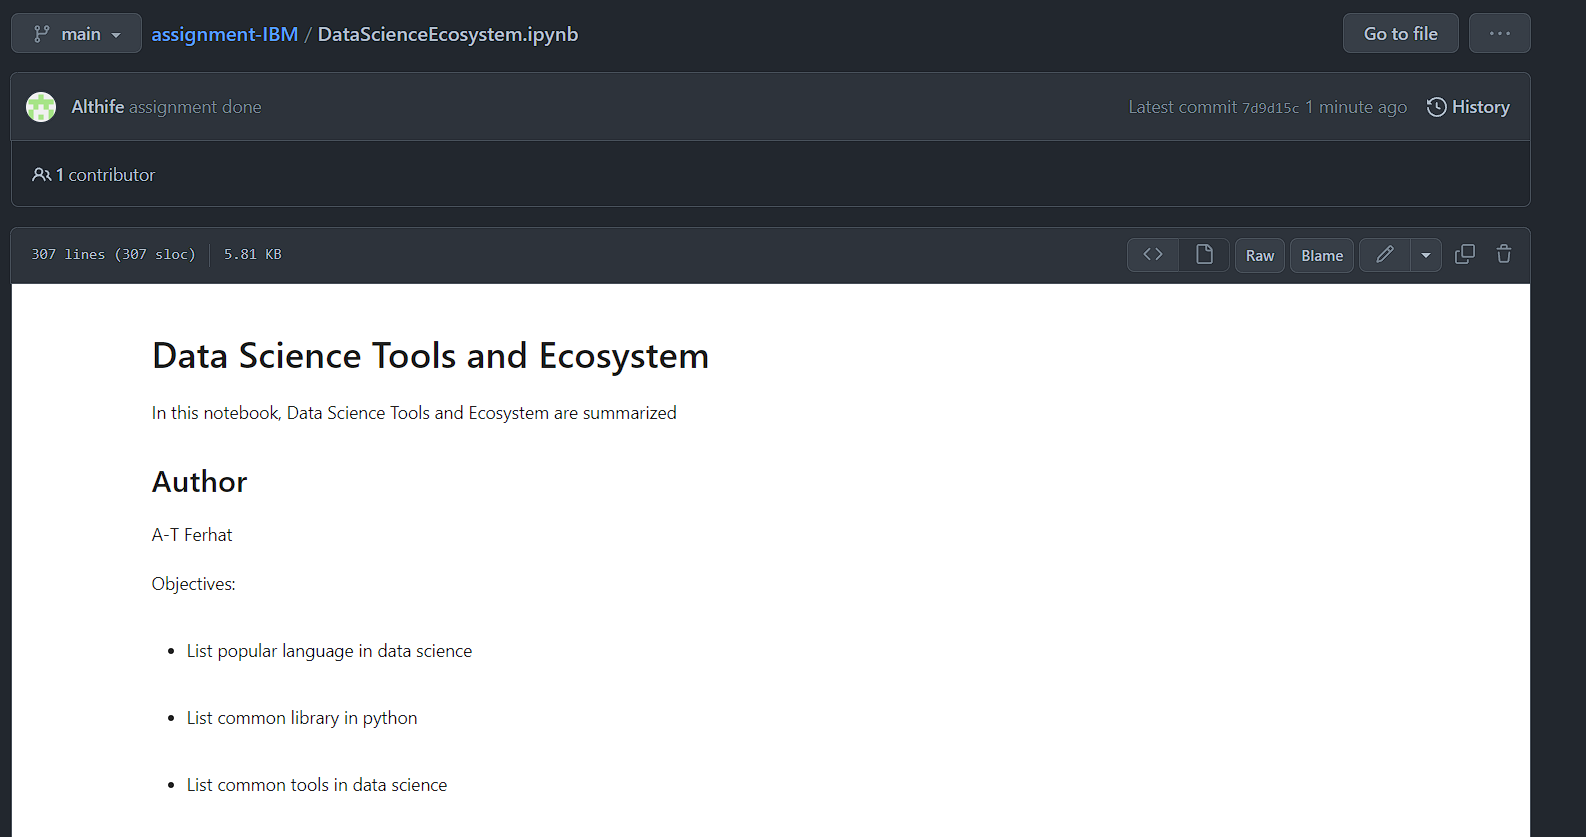 main assignment-IBM / DataScienceEcosystem.ipynb Go to file ...
Althife assignment done Latest commit 7d9d15c 1 minute ago History
1 contributor
307 lines (307 sloc) 5.81 KB <> Raw Blame
Data Science Tools and Ecosystem
In this notebook, Data Science Tools and Ecosystem are summarized
Author
A-T Ferhat
Objectives:
• List popular language in data science
• List common library in python
• List common tools in data science